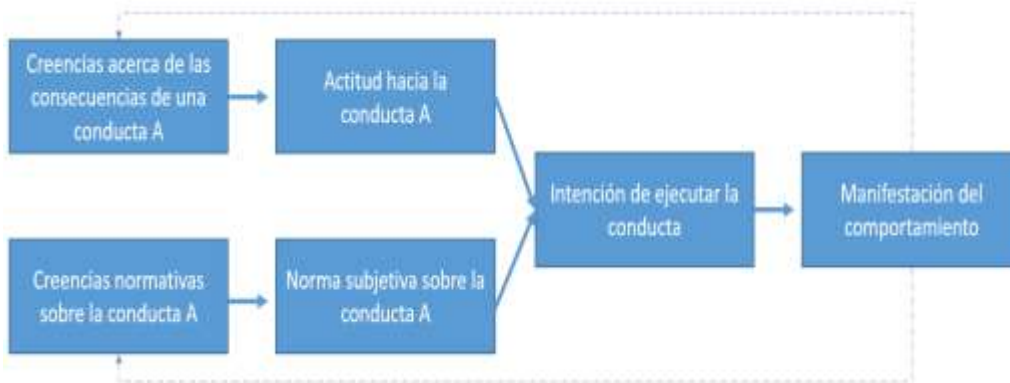 Creencias acerca de las
consecuencias de una
conducta A
Actitud hacia la
conducta A
Intención de ejecutar la
conducta
Manifestación del
comportamiento
Creencias normativas
sobre la conducta A
Norma subjetiva sobre la
conducta A